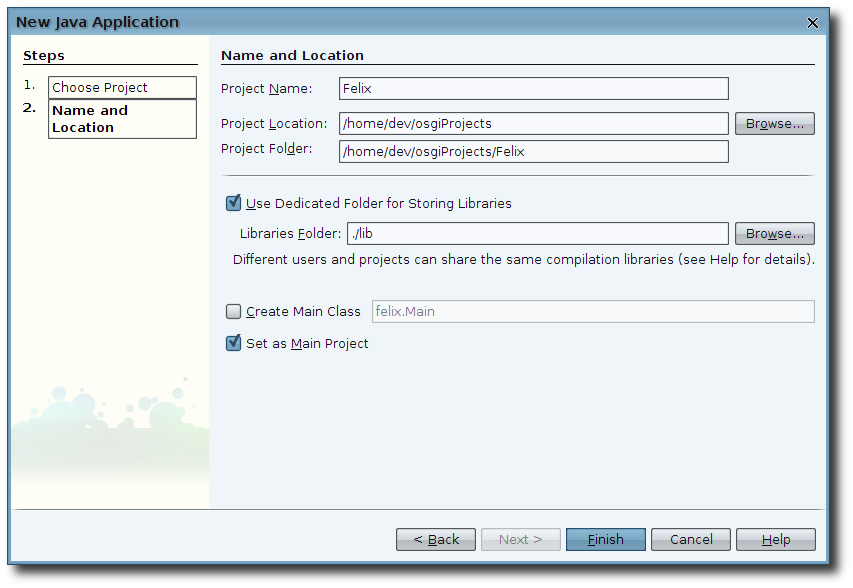 New Java Application
Steps
1. Choose Project
2. Name and
Location
Name and Location
Project Name: Felix
Project Location: /home/dev/osgiProjects Browse...
Project Folder: /home/dev/osgiProjects/Felix
Use Dedicated Folder for Storing Libraries
Libraries Folder: ./lib Browse...
Different users and projects can share the same compilation libraries (see Help for details).
Create Main Class felix.Main
Set as Main Project
< Back Next > Finish Cancel Help